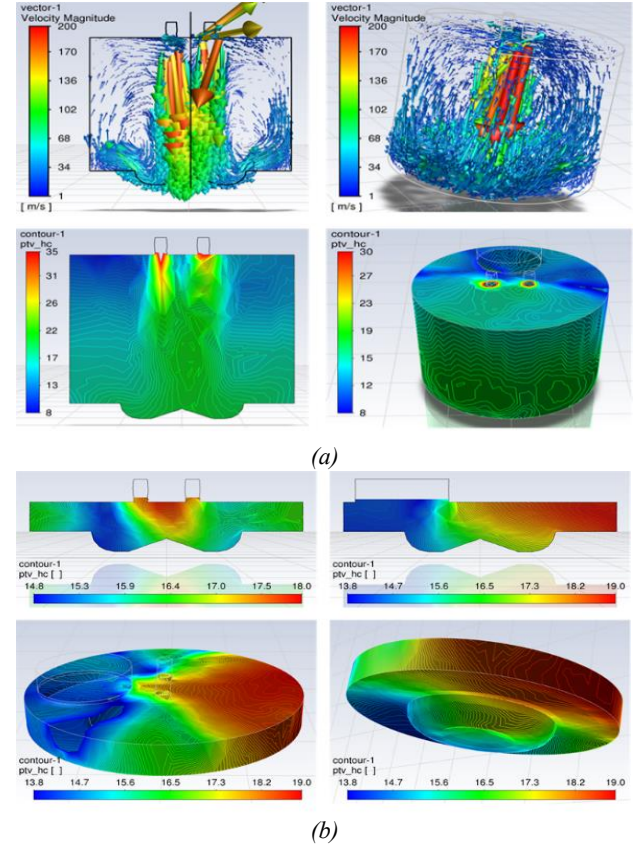 vector-1
Velocity Magnitude
200
170
136
102
68
34
1
[ m/s ]
vector-1
Velocity Magnitude
200
170
136
102
68
34
1
[ m/s ]
contour-1
ptv_hc
35
31
26
22
17
13
8
contour-1
ptv_hc
30
27
23
19
15
11
8
(a)
contour-1
ptv_hc [ ]
14.8 15.3 15.9 16.4 17.0 17.5 18.0
contour-1
ptv_hc [ ]
13.8 14.7 15.6 16.5 17.3 18.2 19.0
contour-1
ptv_hc [ ]
13.8 14.7 15.6 16.5 17.3 18.2 19.0
contour-1
ptv_hc [ ]
13.8 14.7 15.6 16.5 17.3 18.2 19.0
(b)